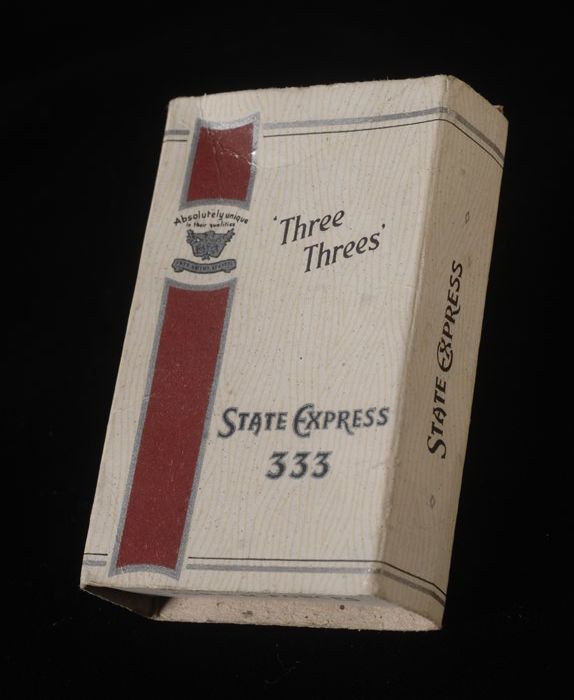 Absolutely unique
in their qualities
'Three
Threes'
STATE EXPRESS
333
STATE EXPRESS